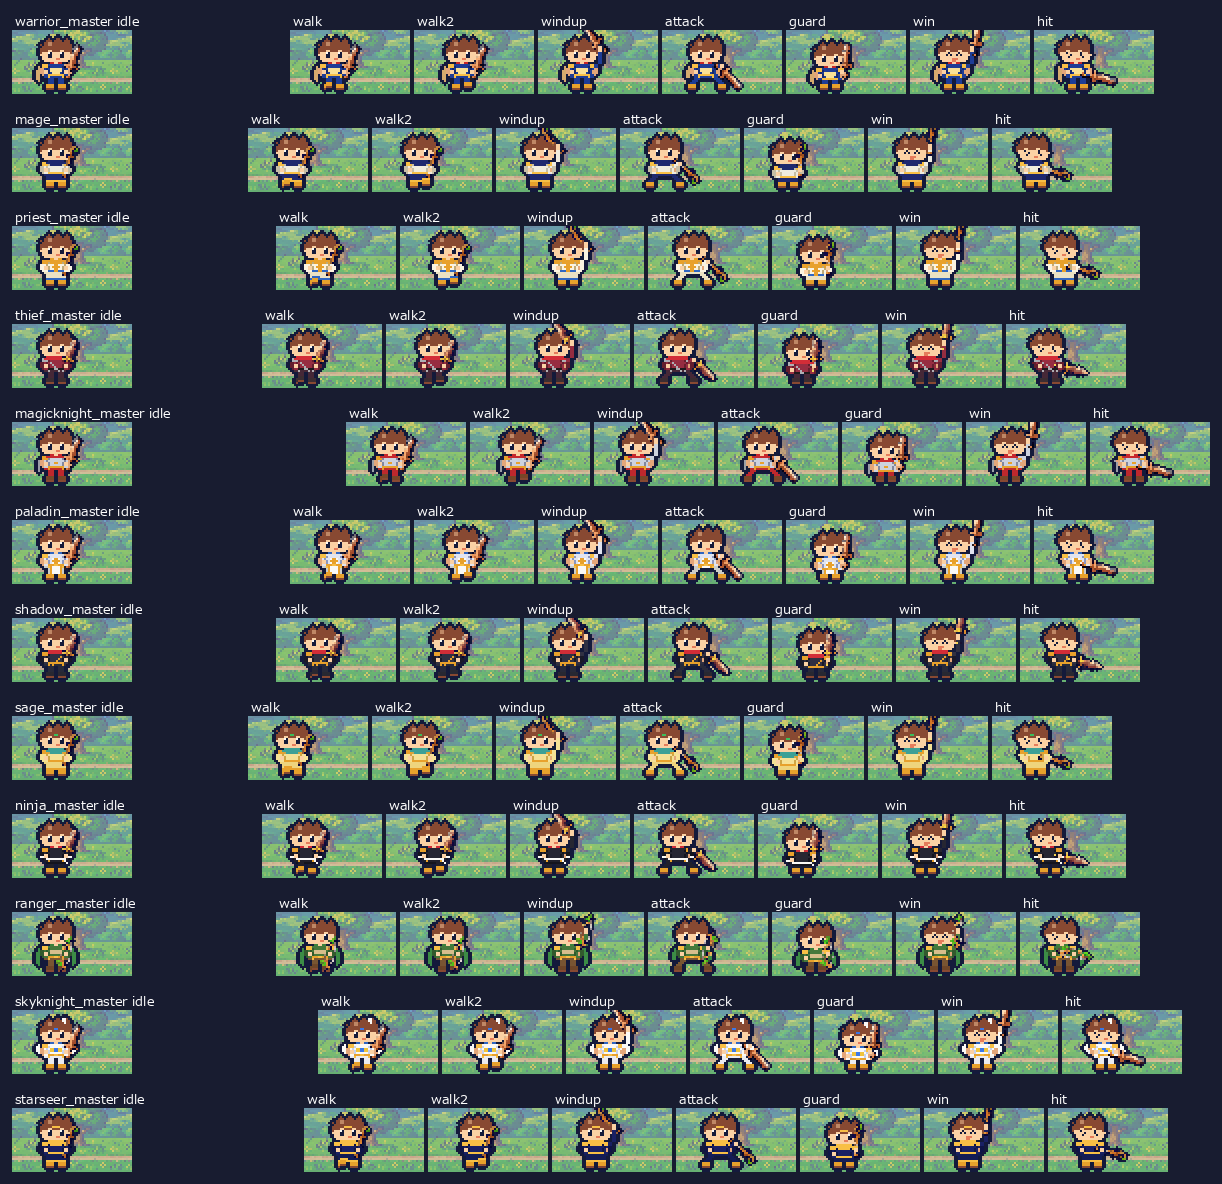 warrior_master idle walk walk2 windup attack guard win hit
mage_master idle walk walk2 windup attack guard win hit
priest_master idle walk walk2 windup attack guard win hit
thief_master idle walk walk2 windup attack guard win hit
magicknight_master idle walk walk2 windup attack guard win hit
paladin_master idle walk walk2 windup attack guard win hit
shadow_master idle walk walk2 windup attack guard win hit
sage_master idle walk walk2 windup attack guard win hit
ninja_master idle walk walk2 windup attack guard win hit
ranger_master idle walk walk2 windup attack guard win hit
skyknight_master idle walk walk2 windup attack guard win hit
starseer_master idle walk walk2 windup attack guard win hit